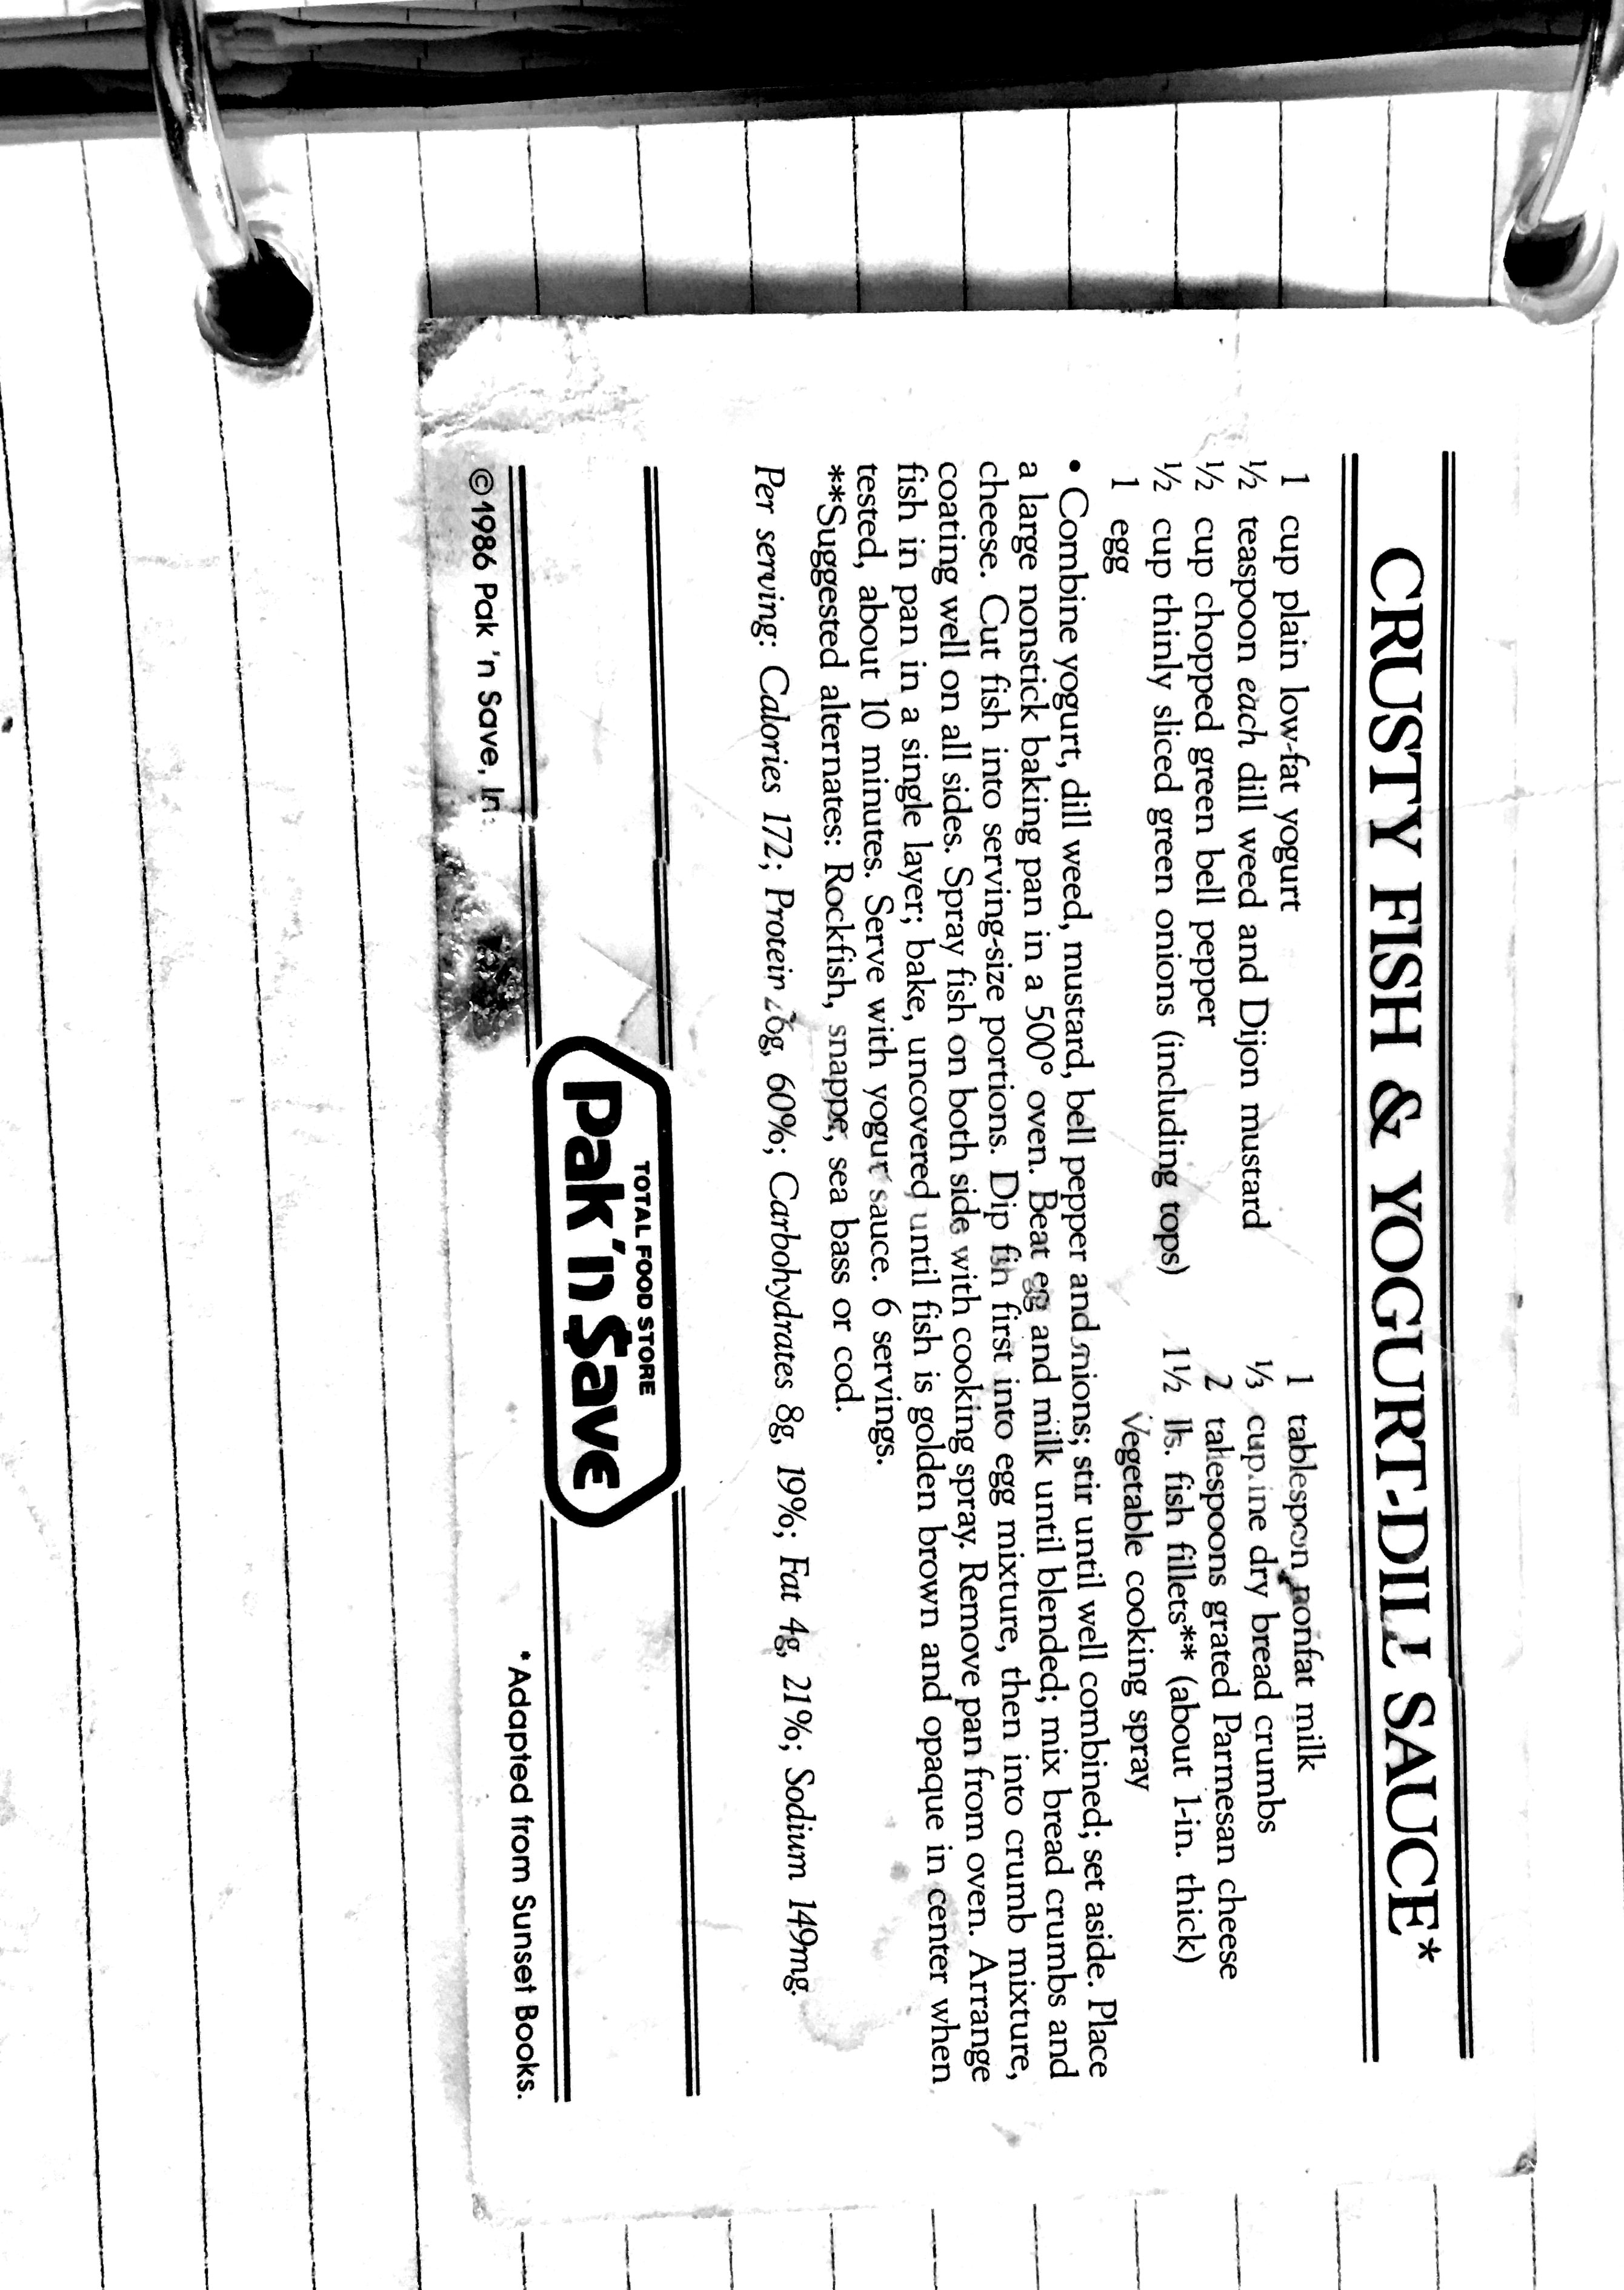 CRUSTY FISH & YOGURT-DILL SAUCE*
1 cup plain low-fat yogurt
½ teaspoon each dill weed and Dijon mustard
½ cup chopped green bell pepper
½ cup thinly sliced green onions (including tops)
1 egg
1 tablespoon nonfat milk
⅓ cup fine dry bread crumbs
2 tablespoons grated Parmesan cheese
1½ lbs. fish fillets** (about 1-in. thick)
Vegetable cooking spray
• Combine yogurt, dill weed, mustard, bell pepper and onions; stir until well combined; set aside. Place
a large nonstick baking pan in a 500° oven. Beat egg and milk until blended; mix bread crumbs and
cheese. Cut fish into serving-size portions. Dip fish first into egg mixture, then into crumb mixture,
coating well on all sides. Spray fish on both side with cooking spray. Remove pan from oven. Arrange
fish in pan in a single layer; bake, uncovered until fish is golden brown and opaque in center when
tested, about 10 minutes. Serve with yogurt sauce. 6 servings.
**Suggested alternates: Rockfish, snapper, sea bass or cod.
Per serving: Calories 172; Protein 26g, 60%; Carbohydrates 8g, 19%; Fat 4g, 21%; Sodium 149mg.
TOTAL FOOD STORE
Pak 'n $ave
©1986 Pak 'n Save,
*Adapted from Sunset Books.